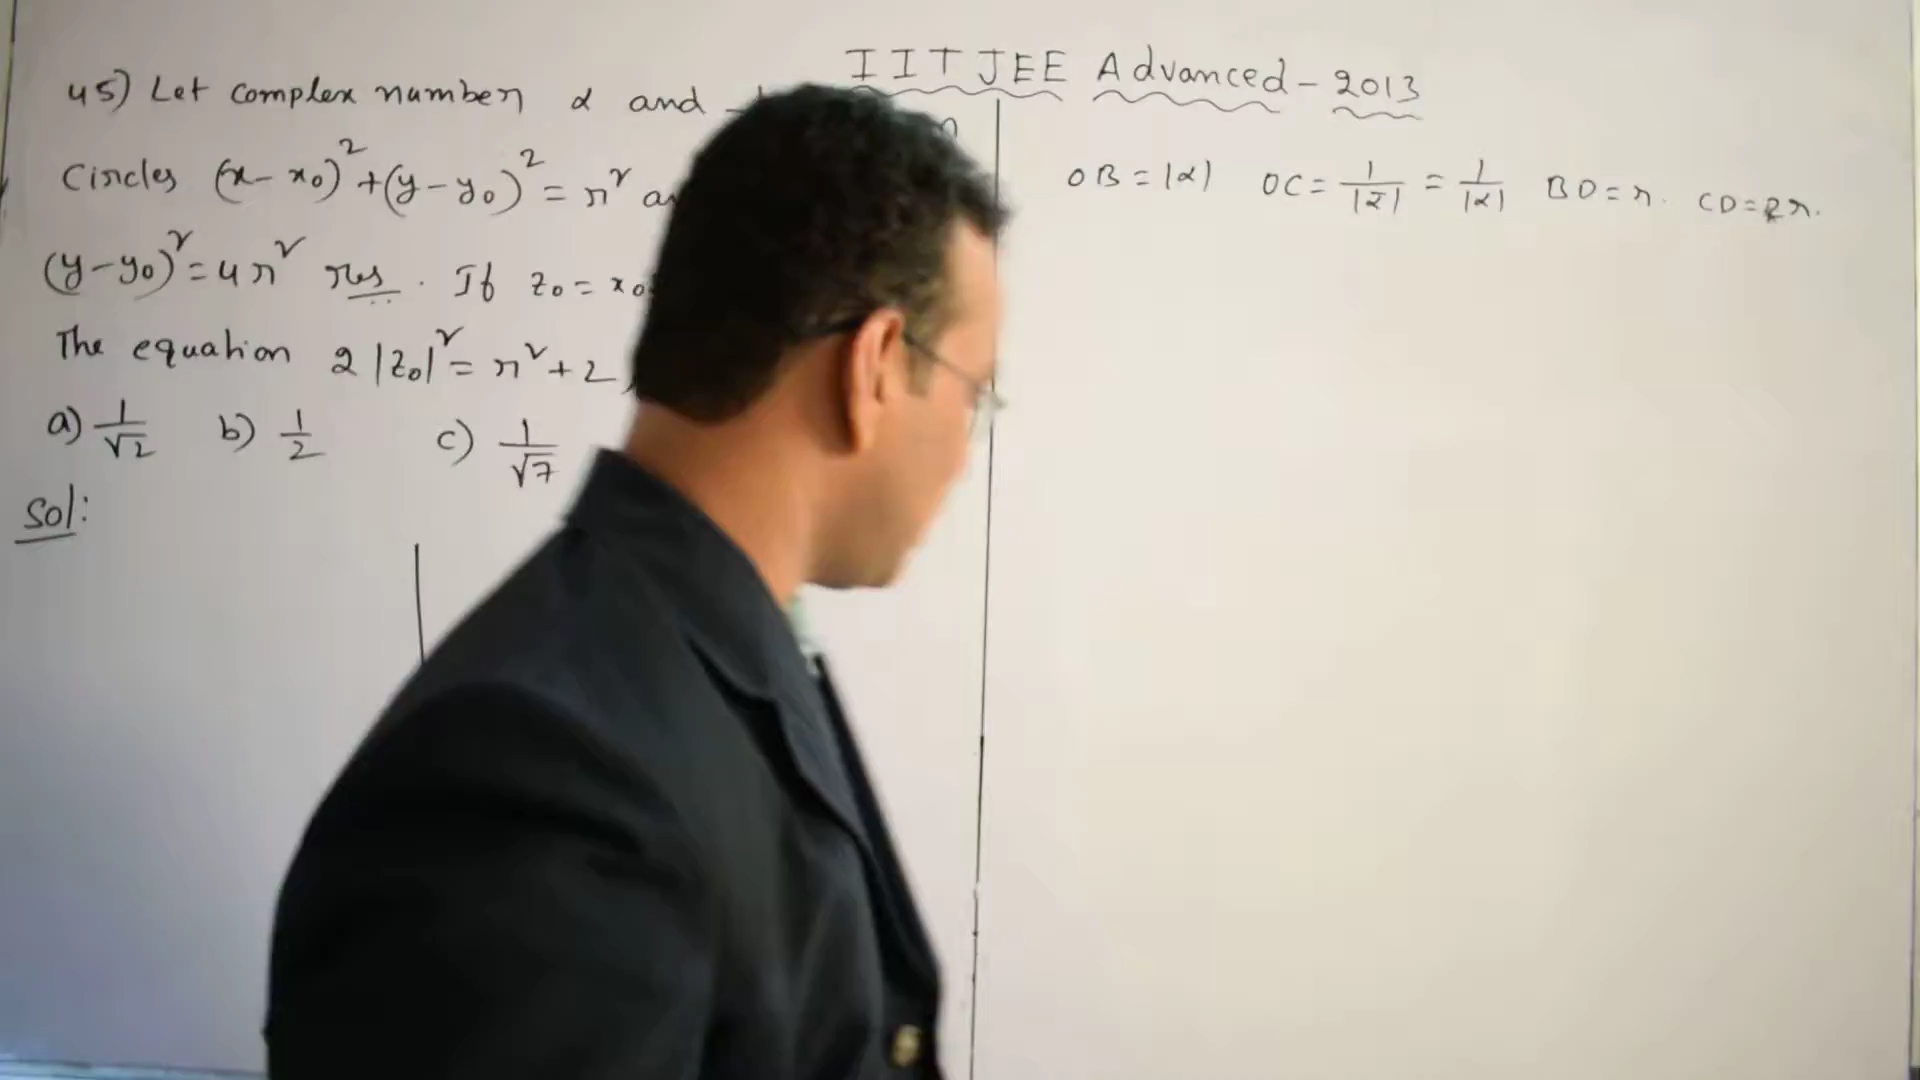 IIT JEE Advanced - 2013
45) Let complex number α and
Circles (x - x₀)² + (y - y₀)² = r²
(y - y₀)² = 4r² res. If z₀ = x₀
The equation 2|z₀|² = r² + 2,
a) 1/√2 b) 1/2 c) 1/√7
Sol:
OB = |α| OC = 1/|ᾱ| = 1/|α| BD = r. CD = 2r.